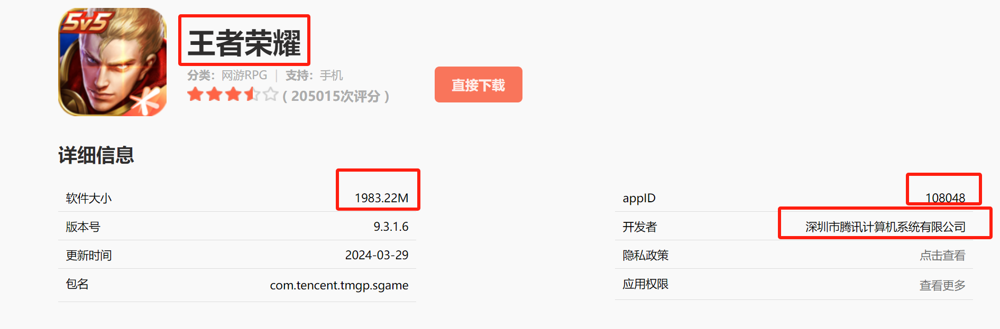 5v5
王者荣耀
分类：网游RPG | 支持：手机
( 205015次评分 )
直接下载
详细信息
软件大小 1983.22M
版本号 9.3.1.6
更新时间 2024-03-29
包名 com.tencent.tmgp.sgame
appID 108048
开发者 深圳市腾讯计算机系统有限公司
隐私政策 点击查看
应用权限 查看更多